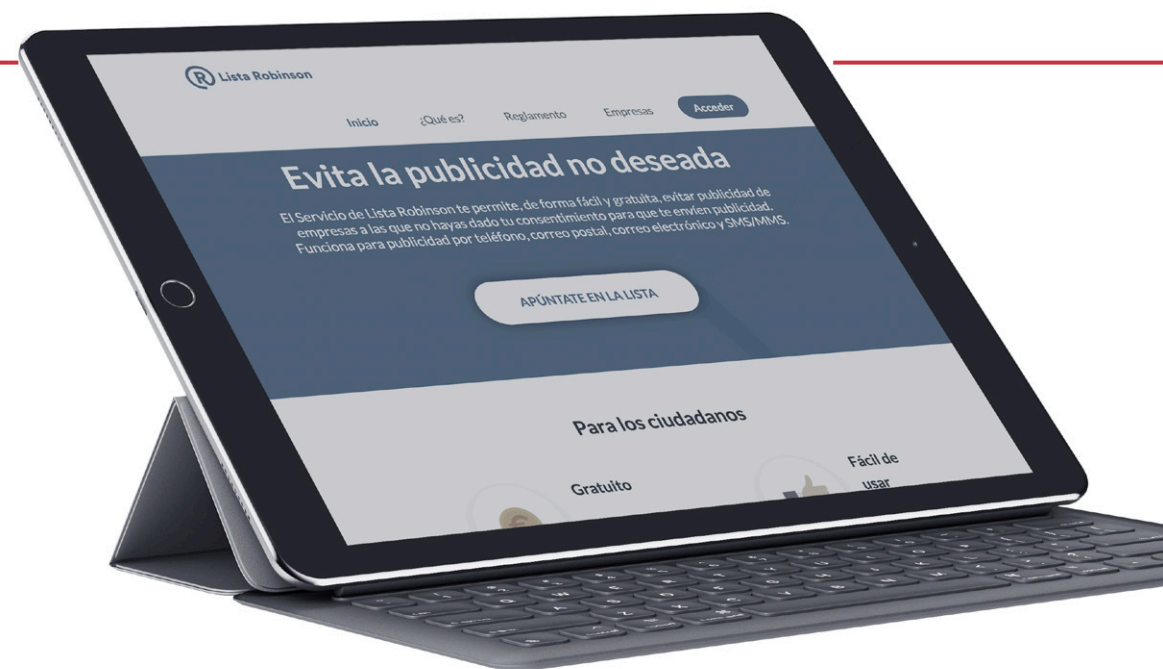 Lista Robinson
Inicio ¿Qué es? Reglamento Empresas Acceder
Evita la publicidad no deseada
El Servicio de Lista Robinson te permite, de forma fácil y gratuita, evitar publicidad de
empresas a las que no hayas dado tu consentimiento para que te envíen publicidad.
Funciona para publicidad por teléfono, correo postal, correo electrónico y SMS/MMS.
APÚNTATE EN LA LISTA
Para los ciudadanos
Gratuito
Fácil de
usar